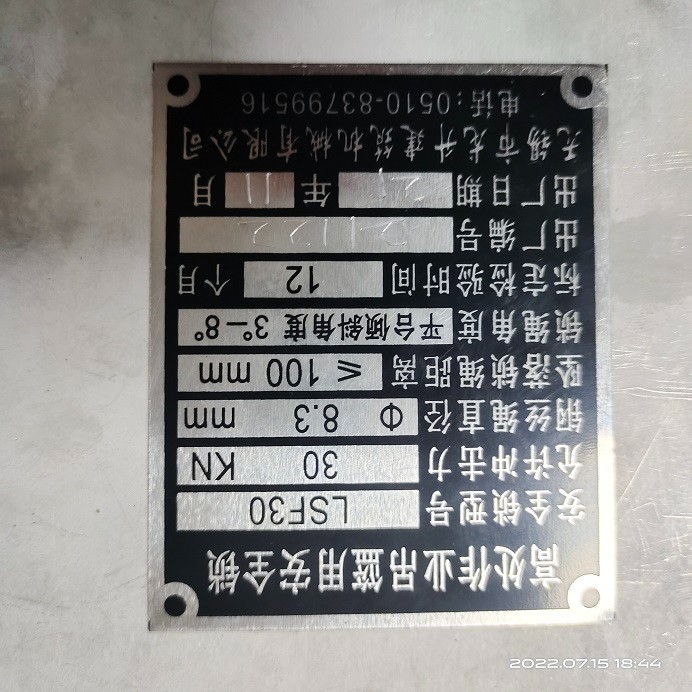 高处作业吊篮用安全锁
安全锁型号 LSF30
允许冲击力 30 KN
钢丝绳直径 Φ 8.3 mm
坠落锁绳距离 ≤ 100 mm
锁绳角度 平台倾斜角度 3°-8°
标定检验时间 12 个月
出厂编号
出厂日期 年 11 月
无锡市龙升建筑机械有限公司
电话:0510-83799516
2022.07.15 18:44